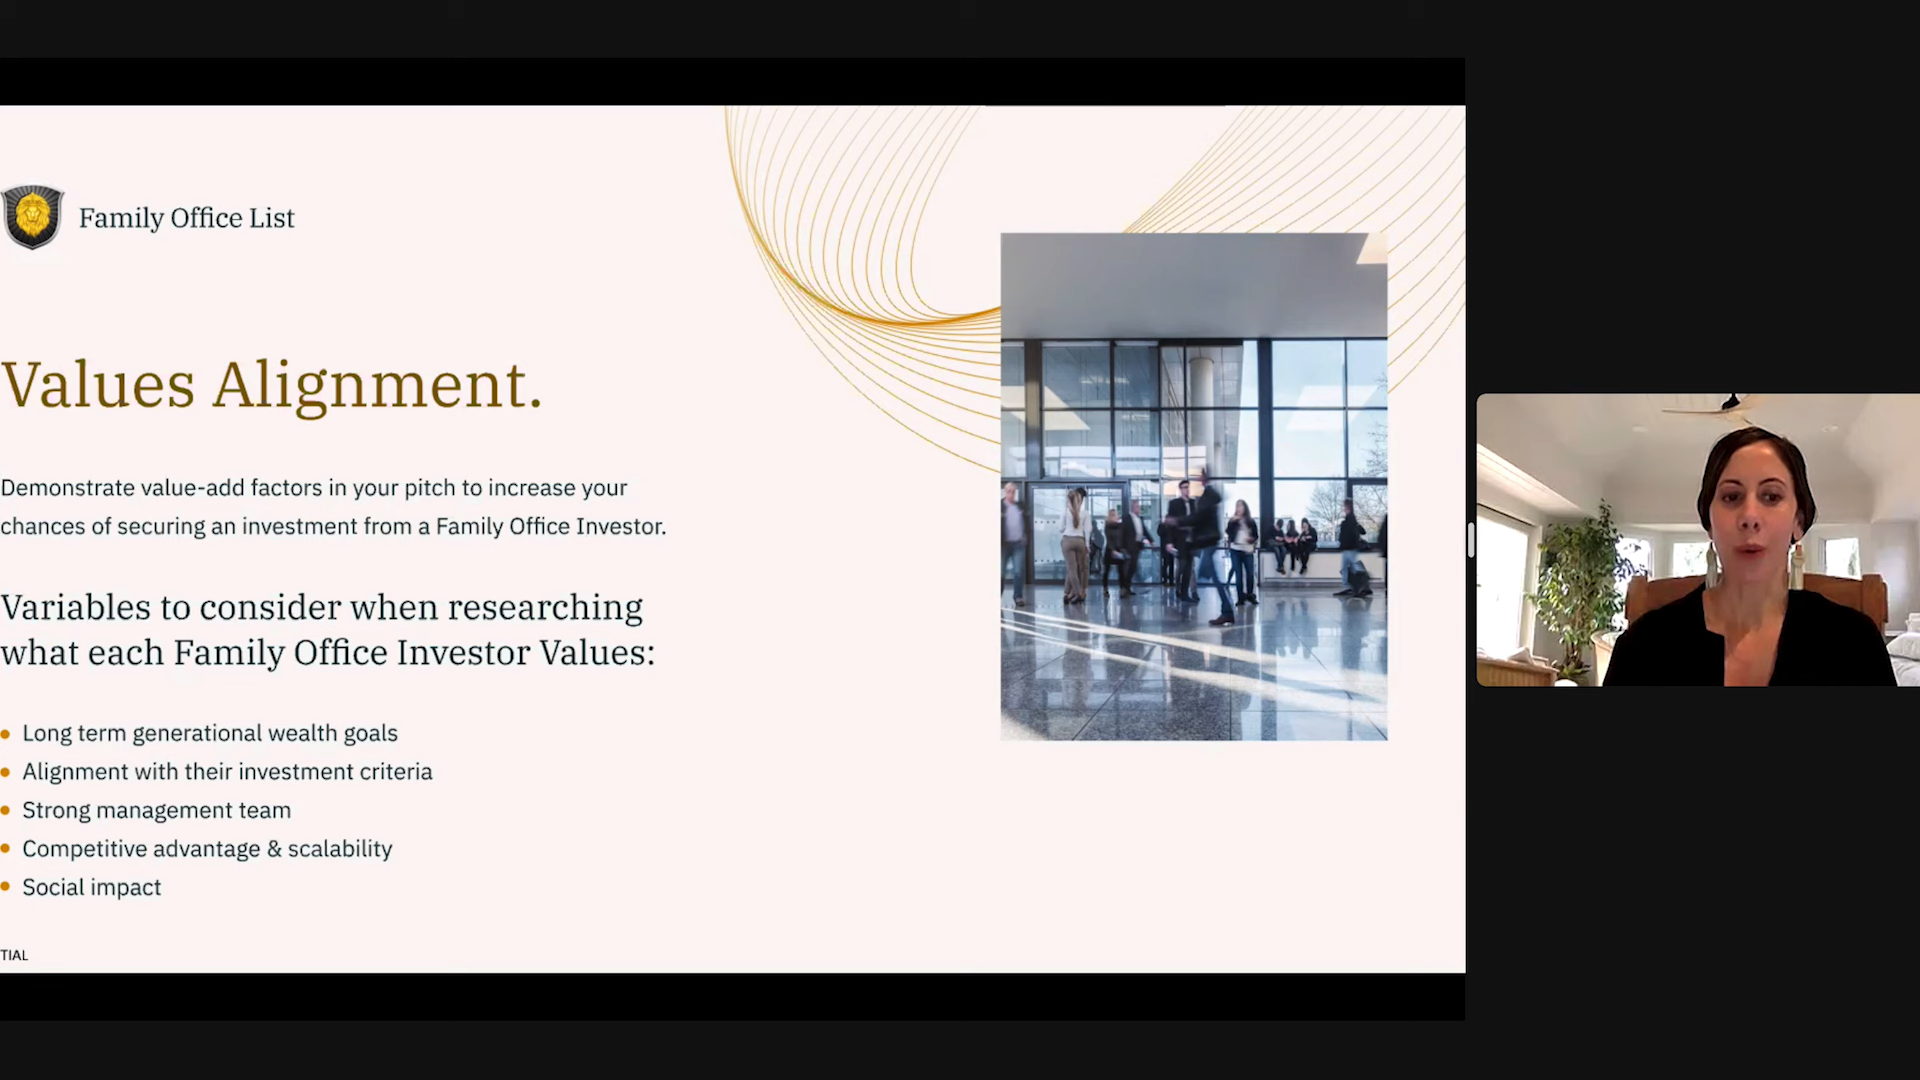 Family Office List
Values Alignment.
Demonstrate value-add factors in your pitch to increase your
chances of securing an investment from a Family Office Investor.
Variables to consider when researching
what each Family Office Investor Values:
Long term generational wealth goals
Alignment with their investment criteria
Strong management team
Competitive advantage & scalability
Social impact
TIAL